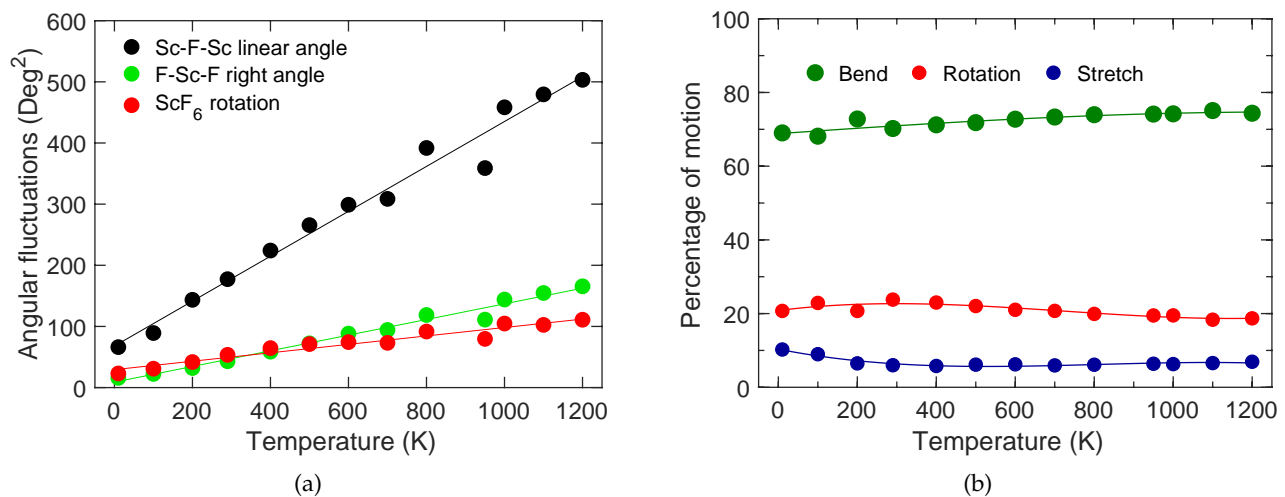 Angular fluctuations (Deg²)
600
500
400
300
200
100
0
Sc-F-Sc linear angle
F-Sc-F right angle
ScF₆ rotation
0 200 400 600 800 1000 1200
Temperature (K)
(a)
Percentage of motion
100
80
60
40
20
0
Bend Rotation Stretch
0 200 400 600 800 1000 1200
Temperature (K)
(b)